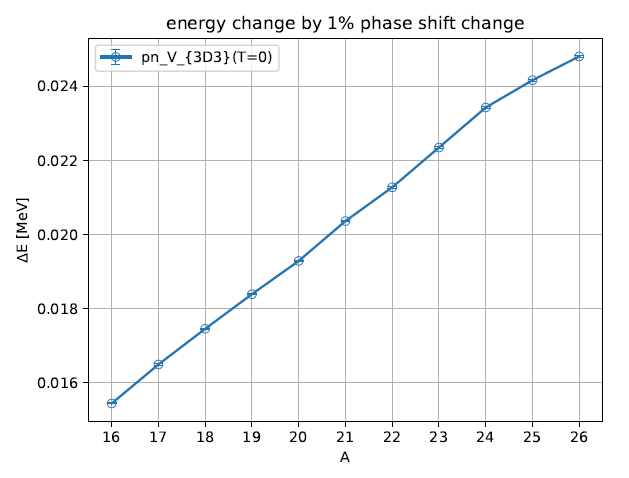 energy change by 1% phase shift change
pn_V_{3D3}(T=0)
ΔE [MeV]
0.024
0.022
0.020
0.018
0.016
16 17 18 19 20 21 22 23 24 25 26
A